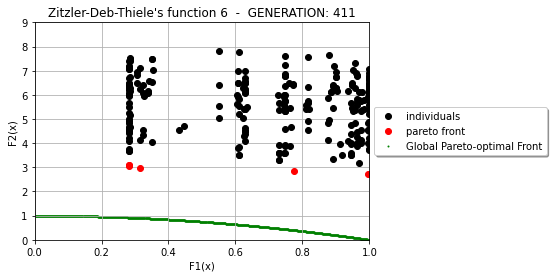 Zitzler-Deb-Thiele's function 6 - GENERATION: 411
9
8
7
6
5
4
3
2
1
0
F2(x)
0.0 0.2 0.4 0.6 0.8 1.0
F1(x)
individuals
pareto front
Global Pareto-optimal Front